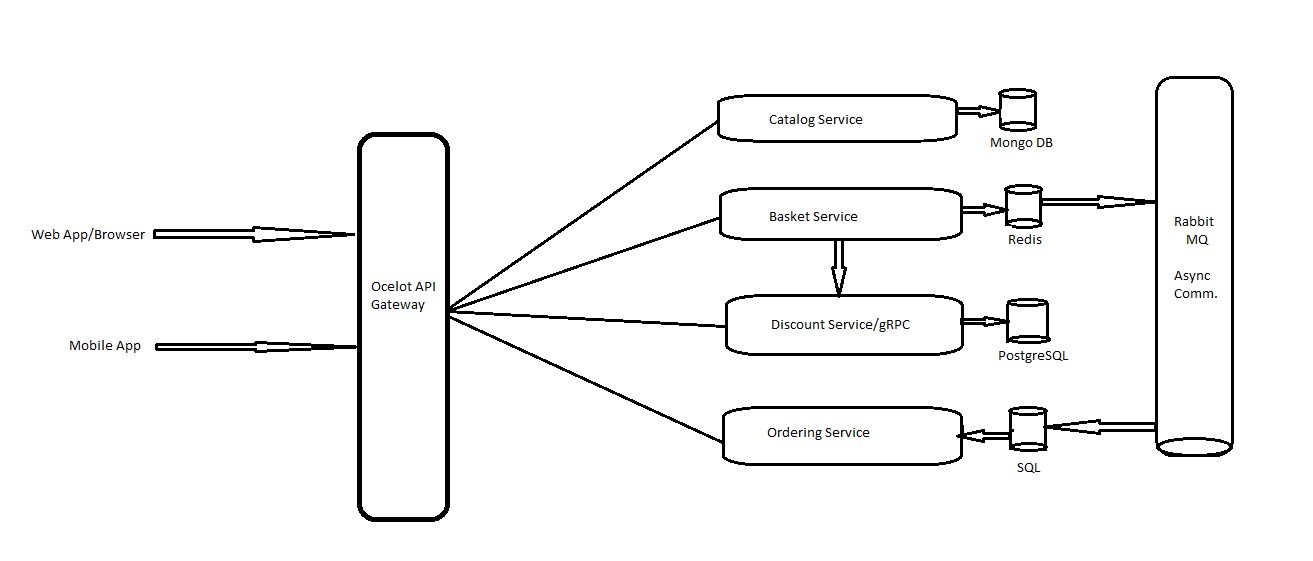 Web App/Browser
Mobile App
Ocelot API
Gateway
Catalog Service
Mongo DB
Basket Service
Redis
Discount Service/gRPC
PostgreSQL
Ordering Service
SQL
Rabbit
MQ
Async
Comm.